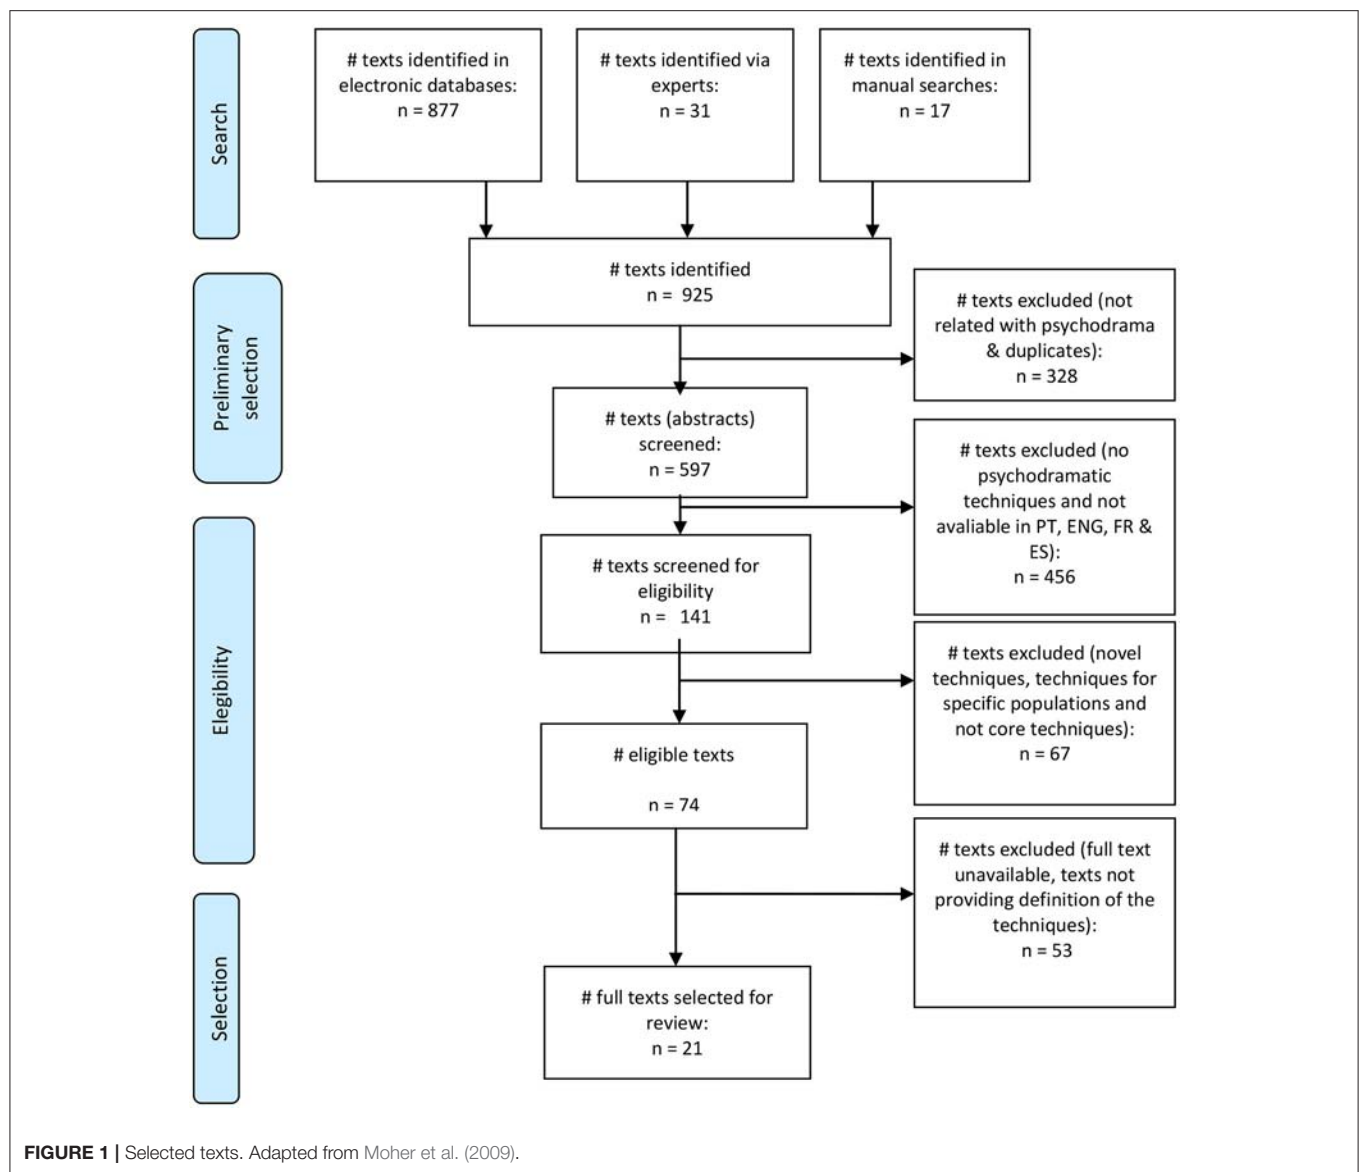 Search
# texts identified in
electronic databases:
n = 877
# texts identified via
experts:
n = 31
# texts identified in
manual searches:
n = 17
Preliminary
selection
# texts identified
n = 925
# texts excluded (not
related with psychodrama
& duplicates):
n = 328
# texts (abstracts)
screened:
n = 597
# texts excluded (no
psychodramatic
techniques and not
avaliable in PT, ENG, FR &
ES):
n = 456
Elegibility
# texts screened for
eligibility
n = 141
# texts excluded (novel
techniques, techniques for
specific populations and
not core techniques):
n = 67
# eligible texts
n = 74
# texts excluded (full text
unavailable, texts not
providing definition of the
techniques):
n = 53
Selection
# full texts selected for
review:
n = 21
FIGURE 1 | Selected texts. Adapted from Moher et al. (2009).